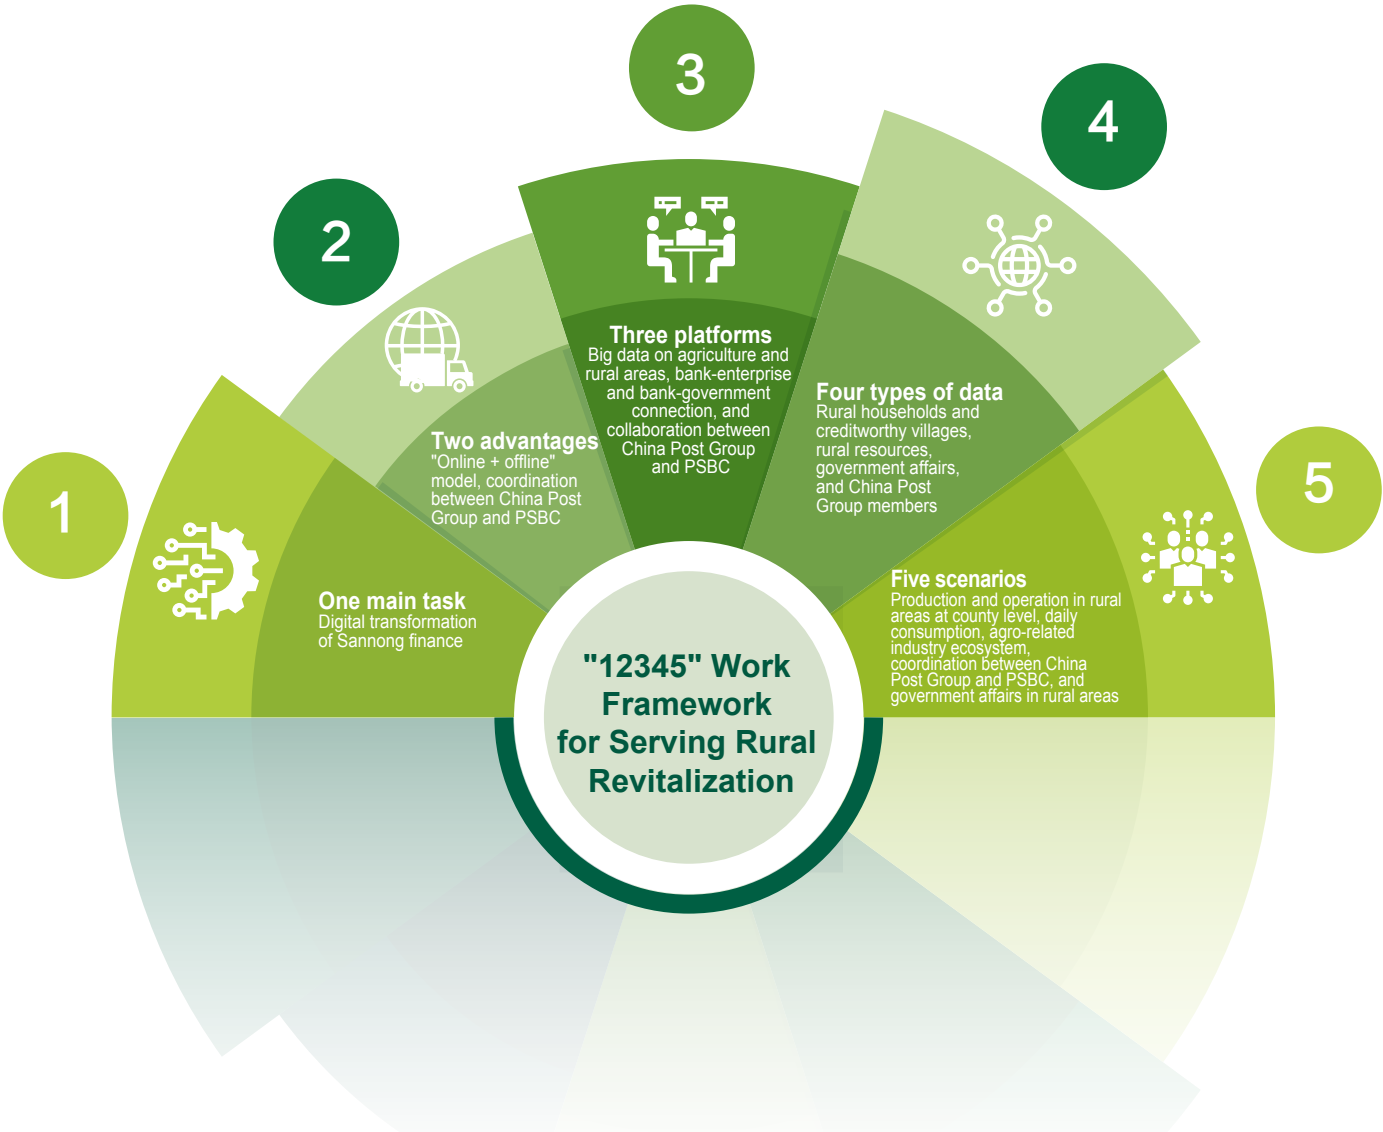 1
One main task
Digital transformation
of Sannong finance
2
Two advantages
"Online + offline"
model, coordination
between China Post
Group and PSBC
3
Three platforms
Big data on agriculture and
rural areas, bank-enterprise
and bank-government
connection, and
collaboration between
China Post Group
and PSBC
4
Four types of data
Rural households and
creditworthy villages,
rural resources,
government affairs,
and China Post
Group members
5
Five scenarios
Production and operation in rural
areas at county level, daily
consumption, agro-related
industry ecosystem,
coordination between China
Post Group and PSBC, and
government affairs in rural areas
"12345" Work
Framework
for Serving Rural
Revitalization